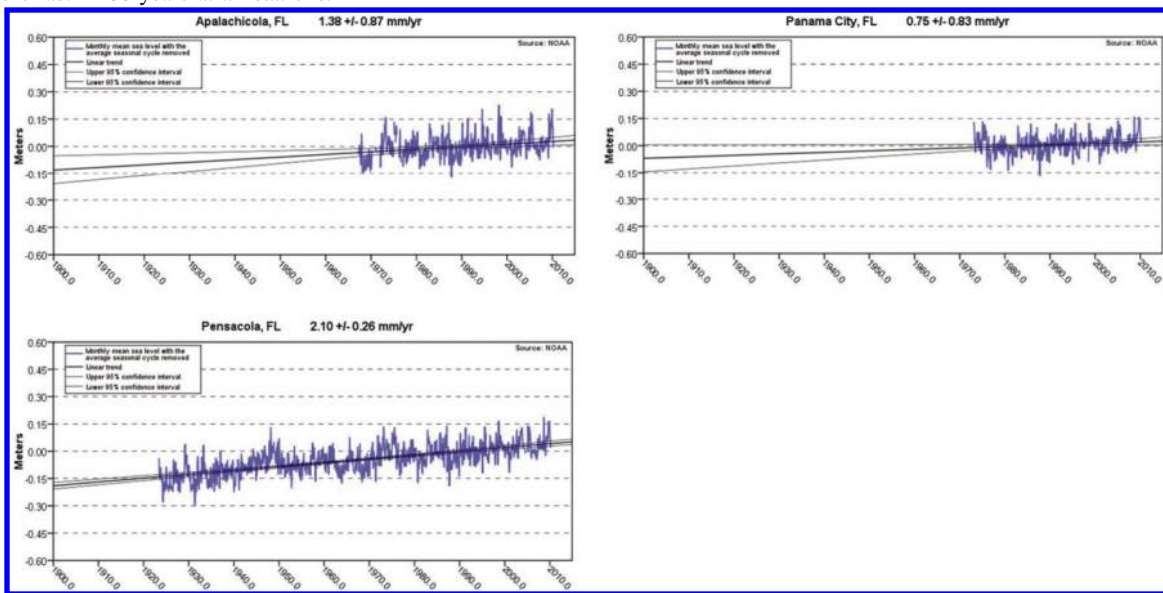 Apalachicola, FL 1.38 +/- 0.87 mm/yr
0.60
0.45
0.30
0.15
0.00
-0.15
-0.30
-0.45
-0.60
Meters
Monthly mean sea level with the
average seasonal cycle removed
Linear trend
Upper 95% confidence interval
Lower 95% confidence interval
Source: NOAA
1900.0
1910.0
1920.0
1930.0
1940.0
1950.0
1960.0
1970.0
1980.0
1990.0
2000.0
2010.0
Panama City, FL 0.75 +/- 0.83 mm/yr
0.60
0.45
0.30
0.15
0.00
-0.15
-0.30
-0.45
-0.60
Meters
Monthly mean sea level with the
average seasonal cycle removed
Linear trend
Upper 95% confidence interval
Lower 95% confidence interval
Source: NOAA
1900.0
1910.0
1920.0
1930.0
1940.0
1950.0
1960.0
1970.0
1980.0
1990.0
2000.0
2010.0
Pensacola, FL 2.10 +/- 0.26 mm/yr
0.60
0.45
0.30
0.15
0.00
-0.15
-0.30
-0.45
-0.60
Meters
Monthly mean sea level with the
average seasonal cycle removed
Linear trend
Upper 95% confidence interval
Lower 95% confidence interval
Source: NOAA
1900.0
1910.0
1920.0
1930.0
1940.0
1950.0
1960.0
1970.0
1980.0
1990.0
2000.0
2010.0